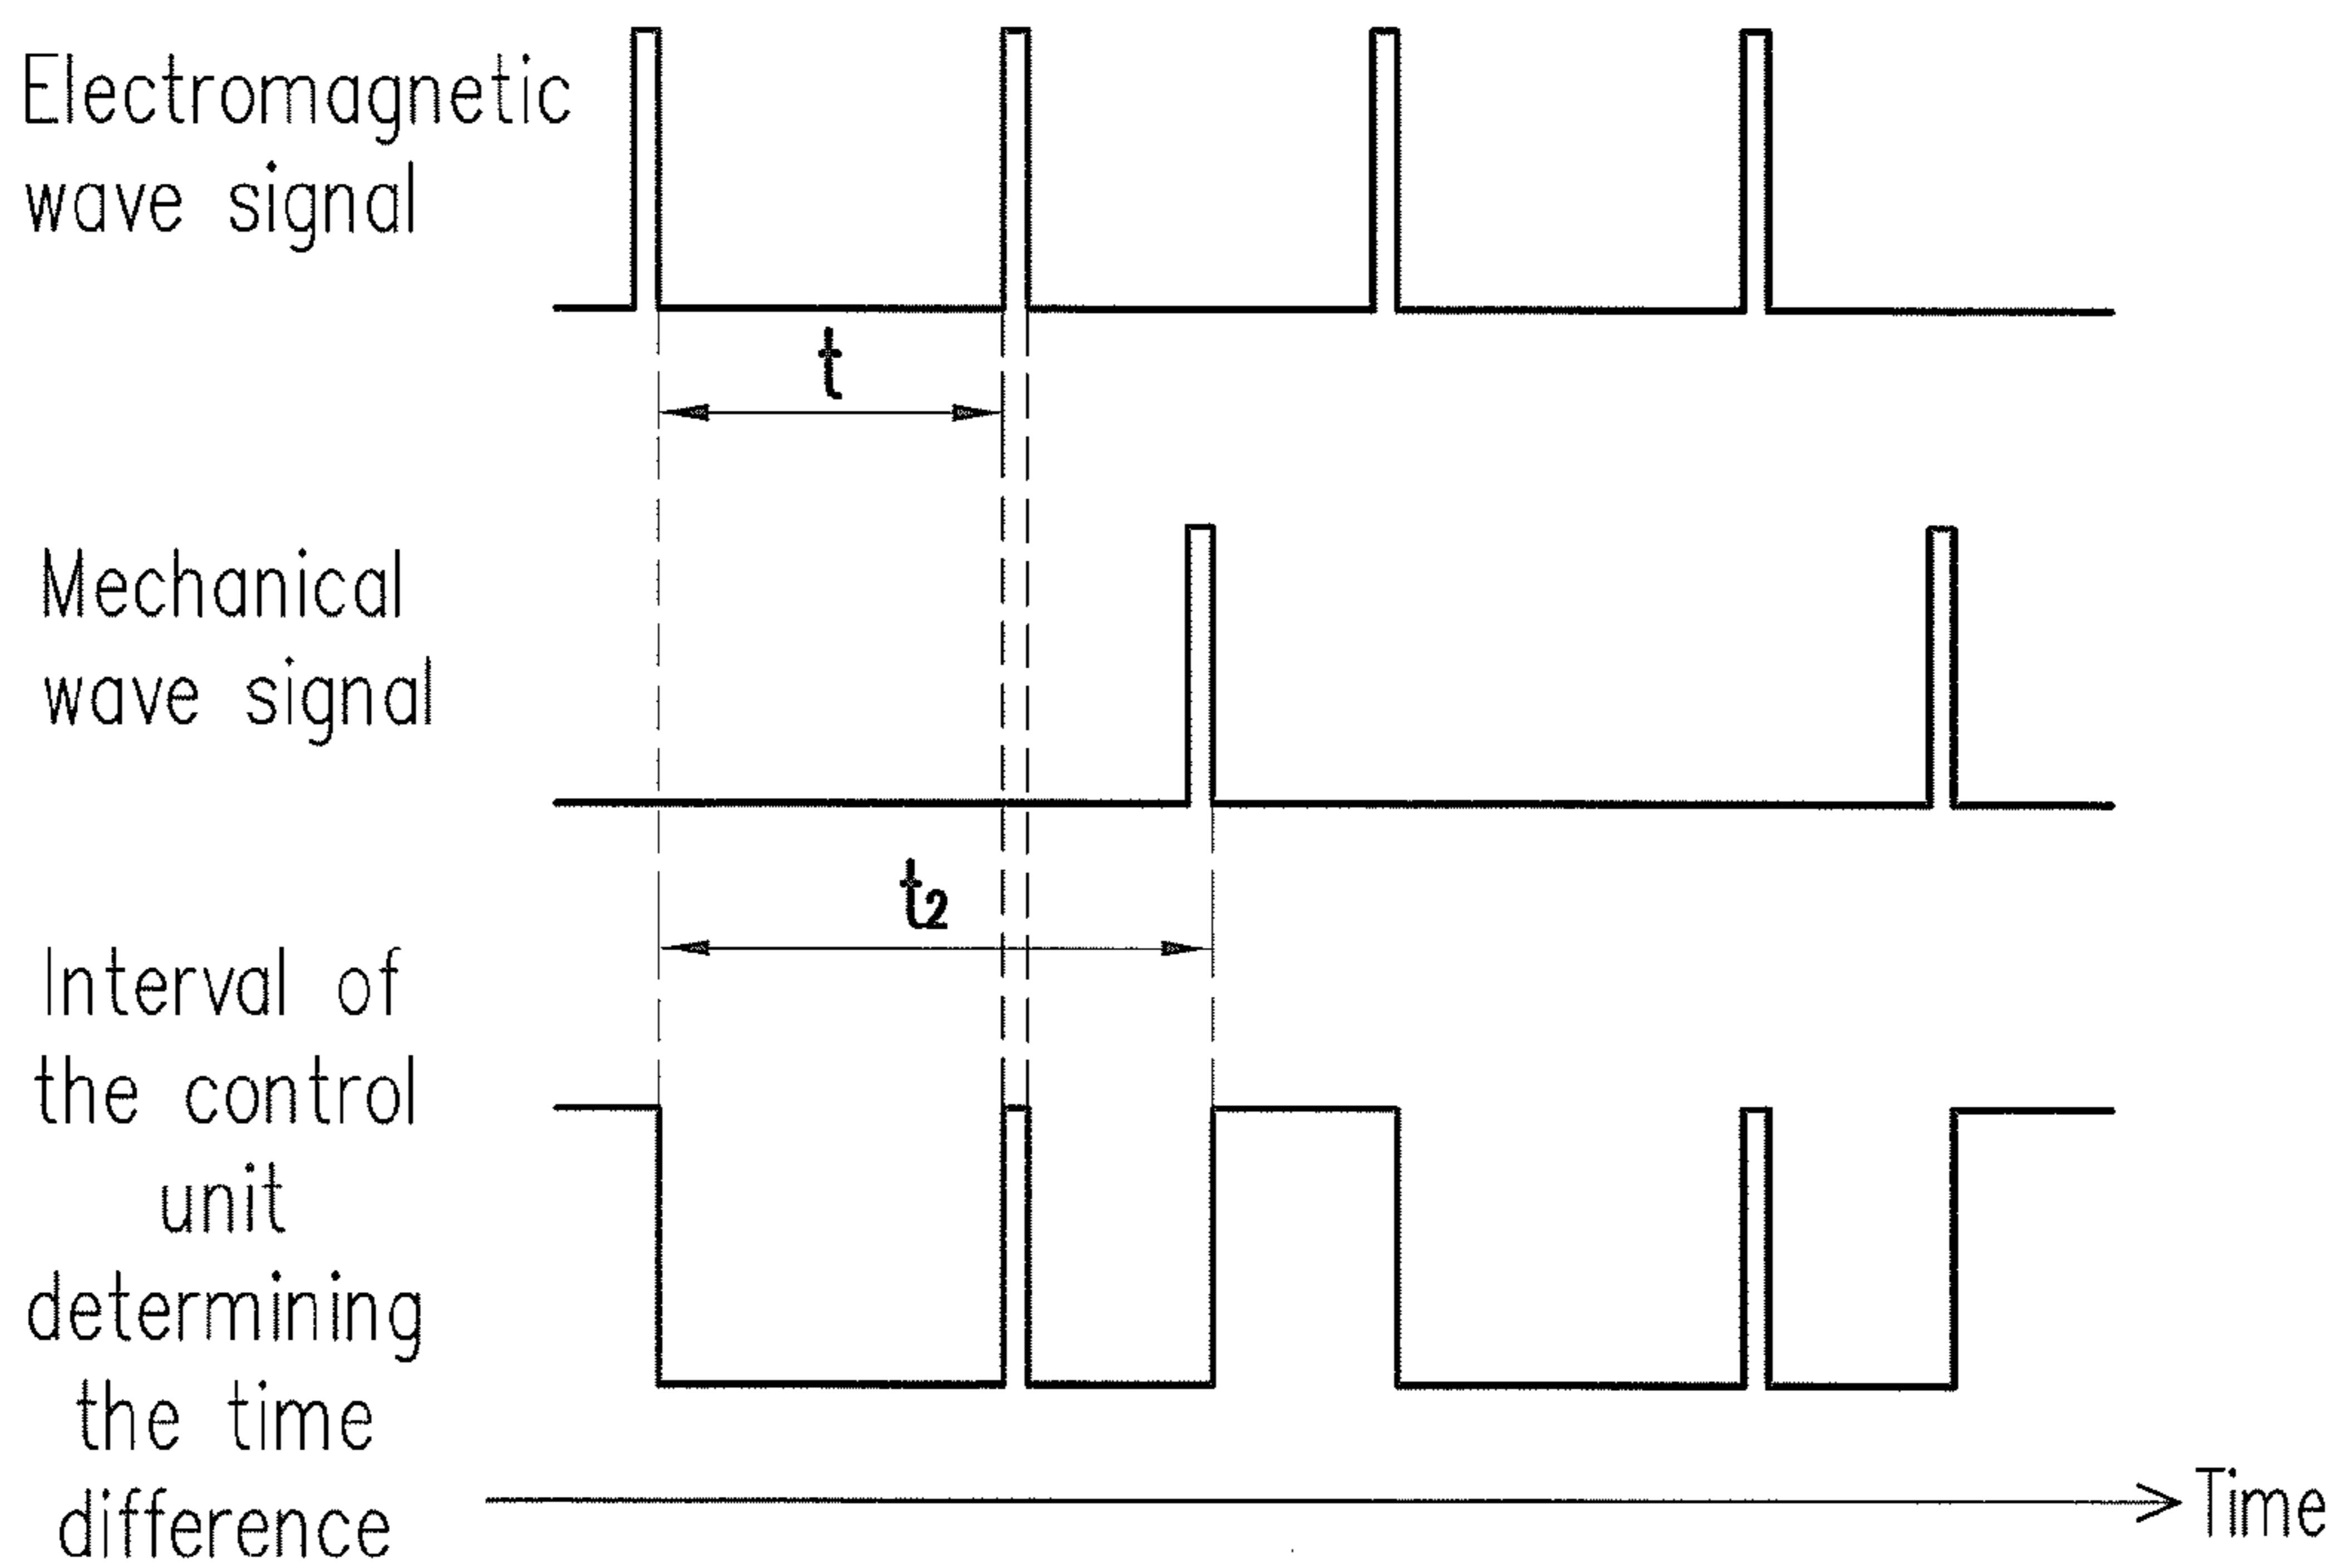 Electromagnetic
wave signal
t
Mechanical
wave signal
t2
Interval of
the control
unit
determining
the time
difference
Time